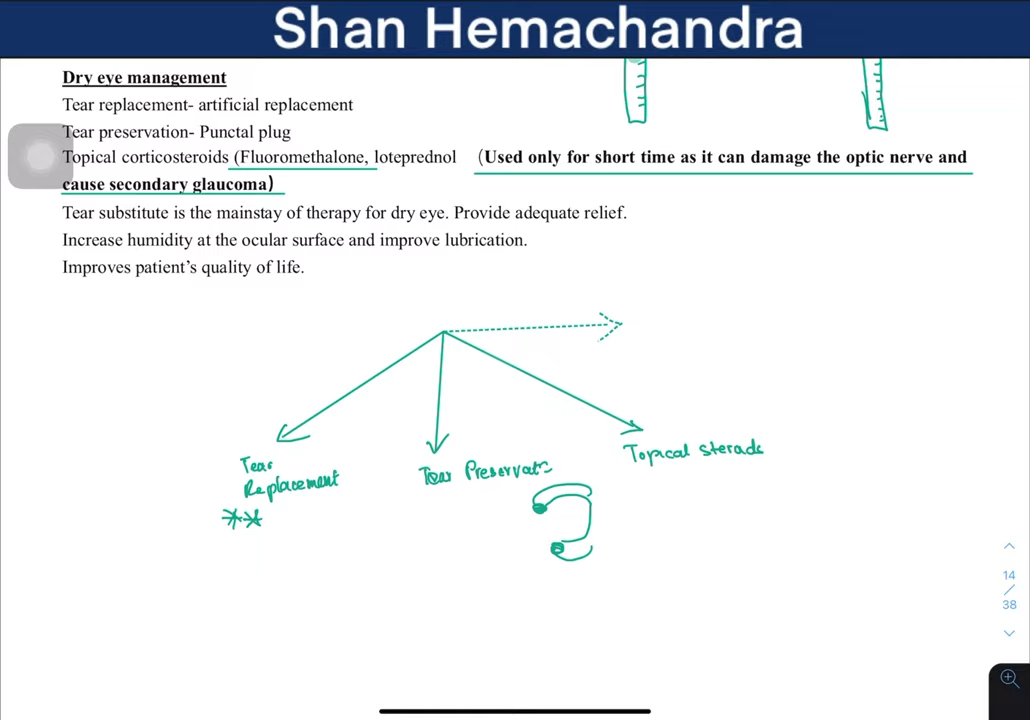 Shan Hemachandra
Dry eye management
Tear replacement- artificial replacement
Tear preservation- Punctal plug
Topical corticosteroids (Fluoromethalone, loteprednol (Used only for short time as it can damage the optic nerve and
cause secondary glaucoma)
Tear substitute is the mainstay of therapy for dry eye. Provide adequate relief.
Increase humidity at the ocular surface and improve lubrication.
Improves patient's quality of life.
Tear
Replacement
**
Tear Preservat
Topical sterods
14
/
38